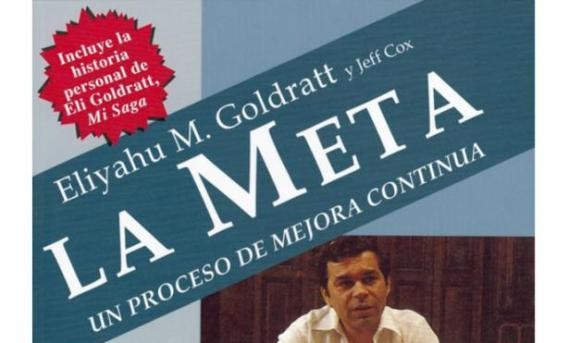 Incluye la
historia
personal de
Eli Goldratt,
Mi Saga
Eliyahu M. Goldratt y Jeff Cox
LA META
UN PROCESO DE MEJORA CONTINUA